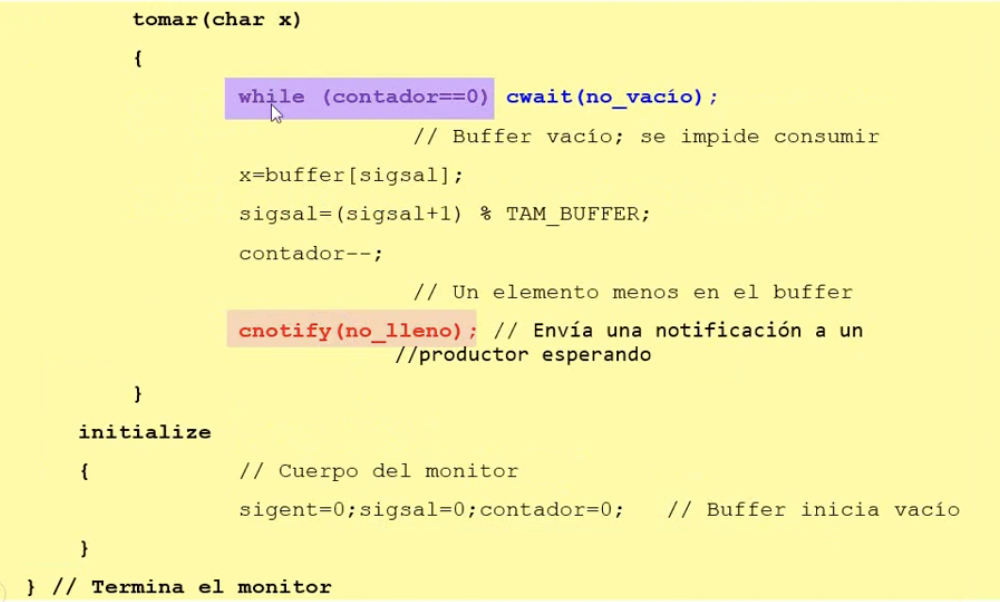 tomar(char x)
{
while (contador==0) cwait(no_vacío);
// Buffer vacío; se impide consumir
x=buffer[sigsal];
sigsal=(sigsal+1) % TAM_BUFFER;
contador--;
// Un elemento menos en el buffer
cnotify(no_lleno); // Envía una notificación a un
//productor esperando
}
initialize
{ // Cuerpo del monitor
sigent=0;sigsal=0;contador=0; // Buffer inicia vacío
}
} // Termina el monitor